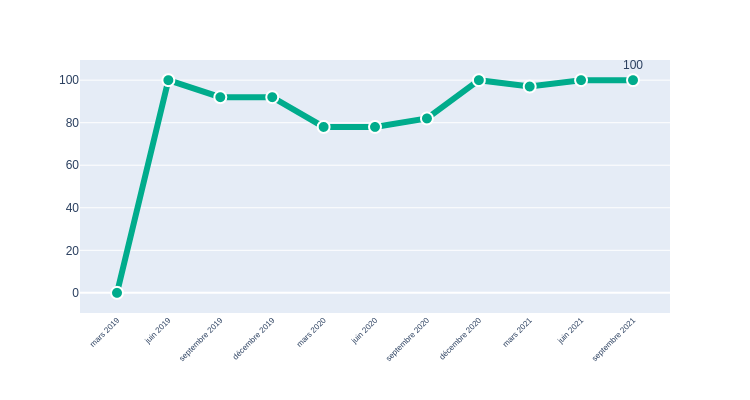 100
100
80
60
40
20
0
mars 2019
juin 2019
septembre 2019
décembre 2019
mars 2020
juin 2020
septembre 2020
décembre 2020
mars 2021
juin 2021
septembre 2021